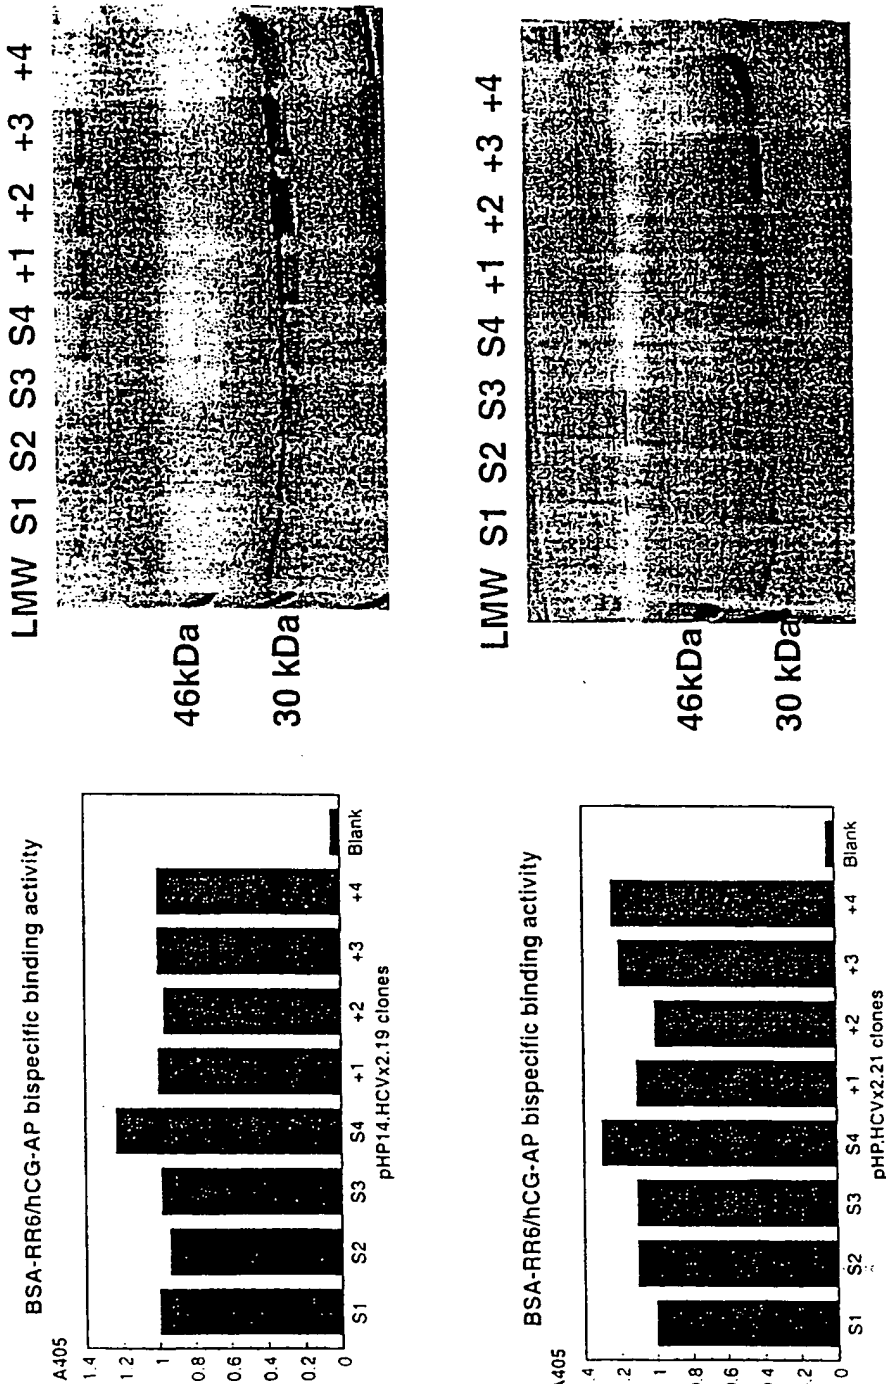 LMW S1 S2 S3 S4 +1 +2 +3 +4
46kDa
30 kDa
BSA-RR6/hCG-AP bispecific binding activity
A405
1.4
1.2
1
0.8
0.6
0.4
0.2
0
S1 S2 S3 S4 +1 +2 +3 +4 Blank
pHP14.HCVx2.19 clones
LMW S1 S2 S3 S4 +1 +2 +3 +4
46kDa
30 kDa
BSA-RR6/hCG-AP bispecific binding activity
A405
.4
.2
1
.8
.6
.4
.2
0
S1 S2 S3 S4 +1 +2 +3 +4 Blank
pHP.HCVx2.21 clones